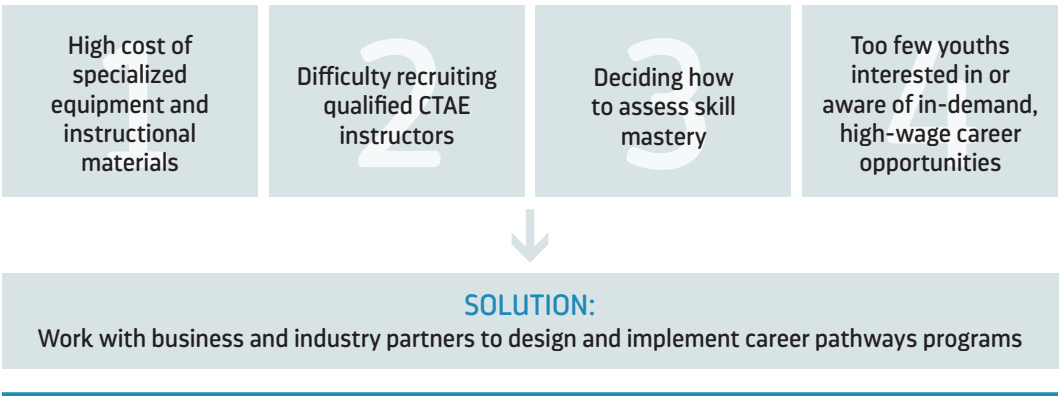 1
High cost of
specialized
equipment and
instructional
materials
2
Difficulty recruiting
qualified CTAE
instructors
3
Deciding how
to assess skill
mastery
4
Too few youths
interested in or
aware of in-demand,
high-wage career
opportunities
SOLUTION:
Work with business and industry partners to design and implement career pathways programs